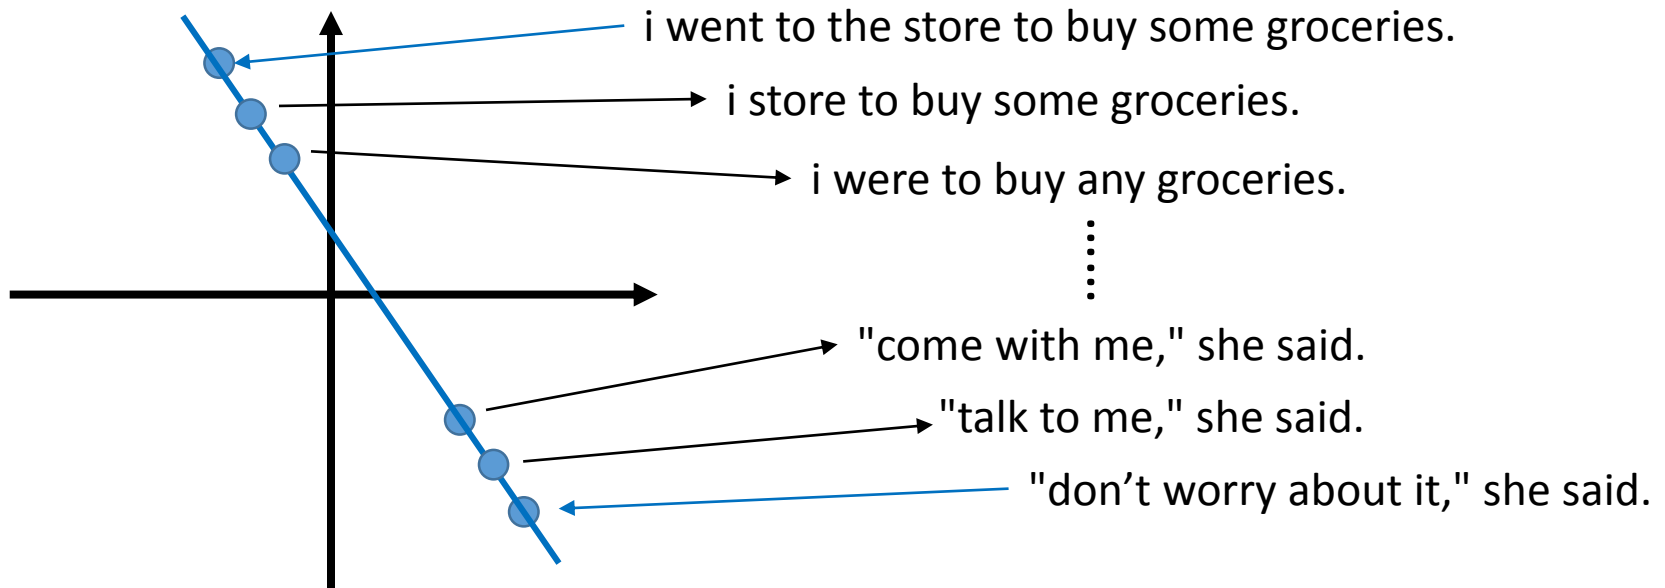 i went to the store to buy some groceries.
i store to buy some groceries.
i were to buy any groceries.
"come with me," she said.
"talk to me," she said.
"don’t worry about it," she said.